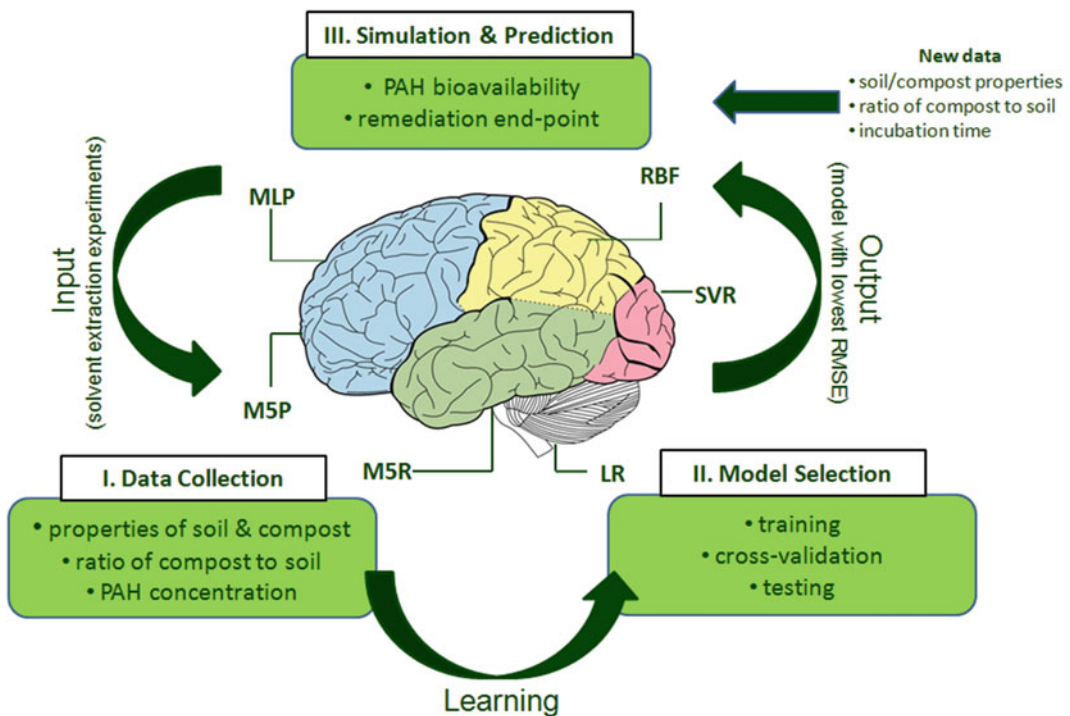 III. Simulation & Prediction
• PAH bioavailability
• remediation end-point
New data
• soil/compost properties
• ratio of compost to soil
• incubation time
Input
(solvent extraction experiments)
MLP
RBF
SVR
M5P
M5R
LR
Output
(model with lowest RMSE)
I. Data Collection
• properties of soil & compost
• ratio of compost to soil
• PAH concentration
II. Model Selection
• training
• cross-validation
• testing
Learning